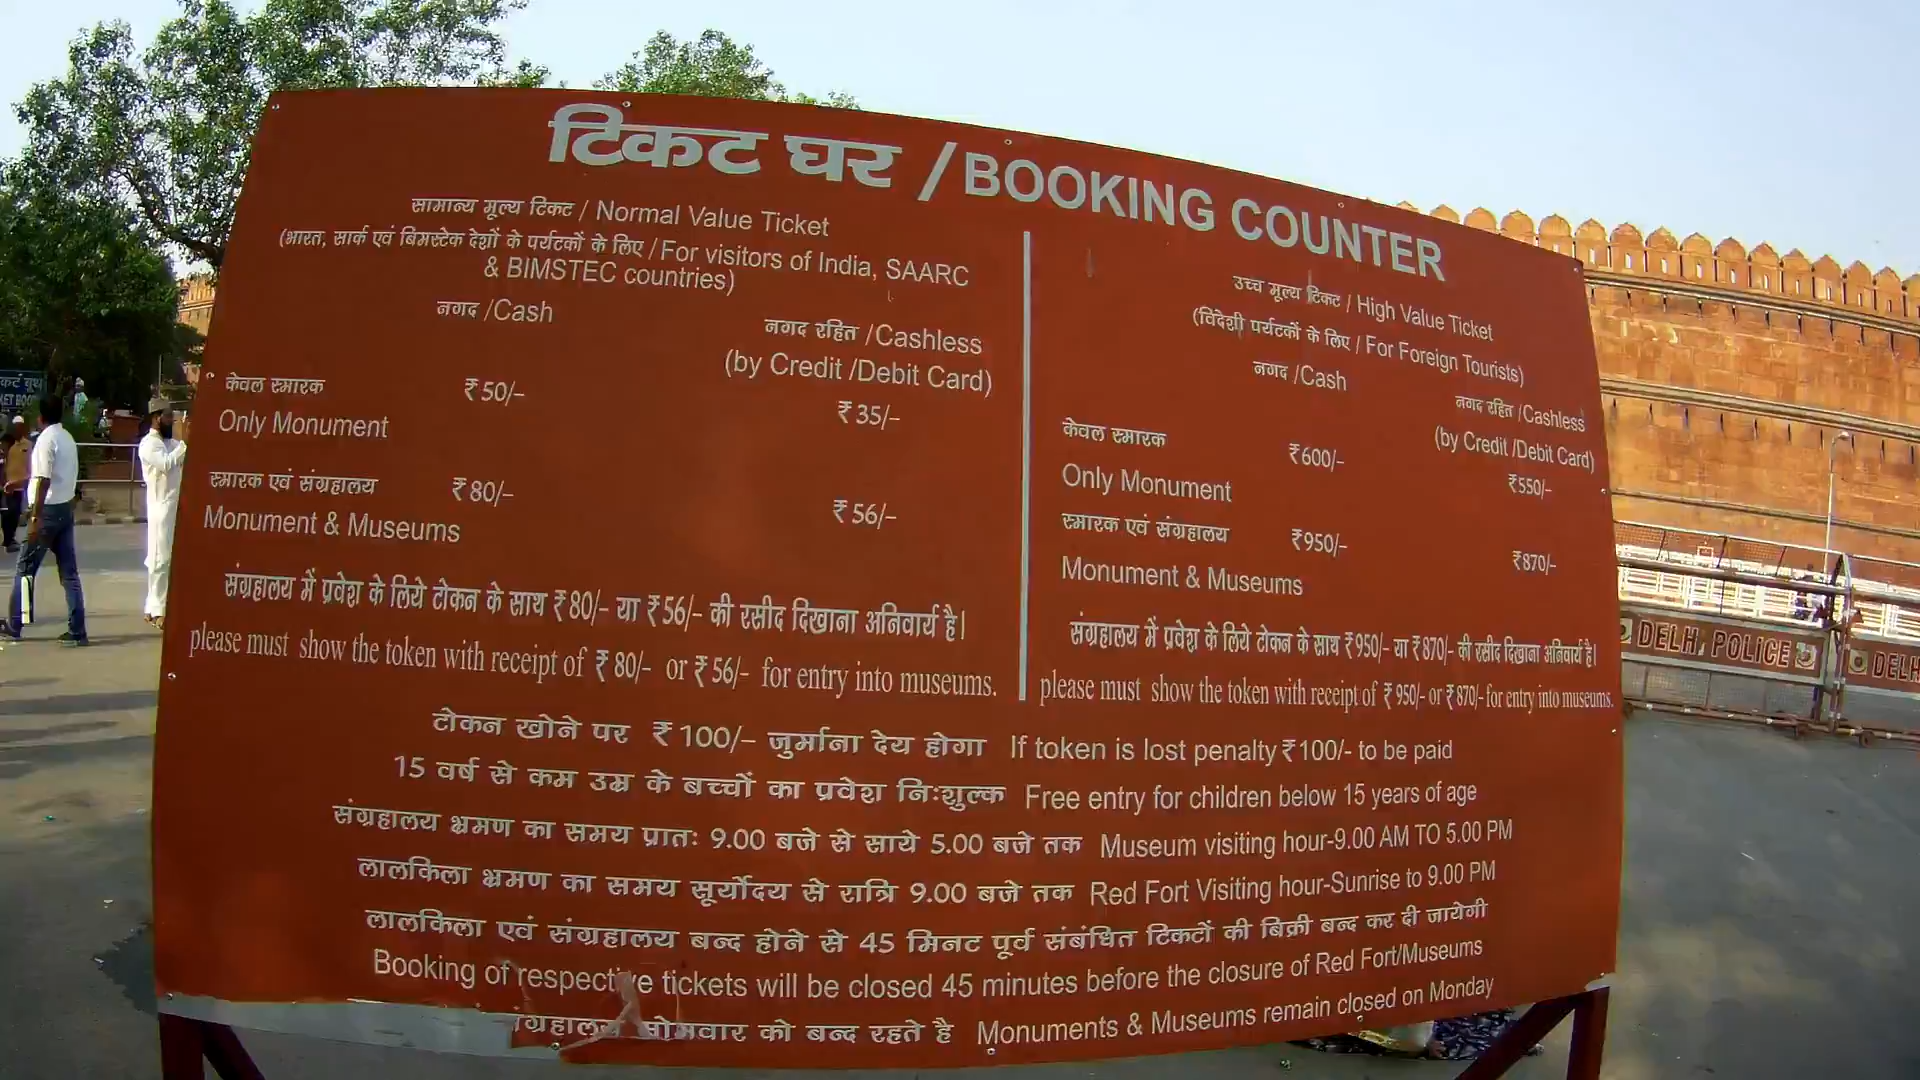 टिकट घर / BOOKING COUNTER
सामान्य मूल्य टिकट / Normal Value Ticket
(भारत, सार्क एवं बिमस्टेक देशों के पर्यटकों के लिए / For visitors of India, SAARC
& BIMSTEC countries)
नगद /Cash
नगद रहित /Cashless
(by Credit /Debit Card)
केवल स्मारक ₹50/- ₹35/-
Only Monument
स्मारक एवं संग्रहालय ₹80/- ₹56/-
Monument & Museums
संग्रहालय में प्रवेश के लिये टोकन के साथ ₹80/- या ₹56/- की रसीद दिखाना अनिवार्य है।
please must show the token with receipt of ₹80/- or ₹56/- for entry into museums.
उच्च मूल्य टिकट / High Value Ticket
(विदेशी पर्यटकों के लिए / For Foreign Tourists)
नगद /Cash
नगद रहित /Cashless
(by Credit /Debit Card)
केवल स्मारक ₹600/- ₹550/-
Only Monument
स्मारक एवं संग्रहालय ₹950/- ₹870/-
Monument & Museums
संग्रहालय में प्रवेश के लिये टोकन के साथ ₹950/- या ₹870/- की रसीद दिखाना अनिवार्य है।
please must show the token with receipt of ₹950/- or ₹870/- for entry into museums.
टोकन खोने पर ₹100/- जुर्माना देय होगा If token is lost penalty ₹100/- to be paid
15 वर्ष से कम उम्र के बच्चों का प्रवेश निःशुल्क Free entry for children below 15 years of age
संग्रहालय भ्रमण का समय प्रातः 9.00 बजे से साये 5.00 बजे तक Museum visiting hour-9.00 AM TO 5.00 PM
लालकिला भ्रमण का समय सूर्योदय से रात्रि 9.00 बजे तक Red Fort Visiting hour-Sunrise to 9.00 PM
लालकिला एवं संग्रहालय बन्द होने से 45 मिनट पूर्व संबंधित टिकटों की बिक्री बन्द कर दी जायेगी
Booking of respective tickets will be closed 45 minutes before the closure of Red Fort/Museums
संग्रहालय सोमवार को बन्द रहते है Monuments & Museums remain closed on Monday
DELHI POLICE
DELH